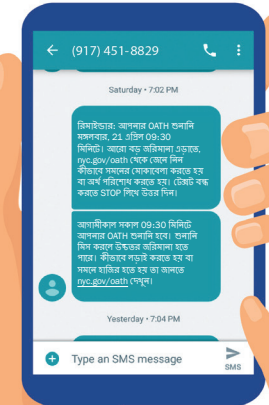 (917) 451-8829
Saturday • 7:02 PM
রিমাইন্ডার: আপনার OATH শুনানি
মঙ্গলবার, 21 এপ্রিল 09:30
মিনিটে। আরো বড় জরিমানা এড়াতে,
nyc.gov/oath থেকে জেনে নিন
কীভাবে সমনের মোকাবেলা করতে হয়
বা অর্থ পরিশোধ করতে হয়। টেক্সট বন্ধ
করতে STOP লিখে উত্তর দিন।
আগামীকাল সকাল 09:30 মিনিটে
আপনার OATH শুনানি হবে। শুনানি
মিস করলে উচ্চতর জরিমানা হতে
পারে। কীভাবে লড়াই করতে হয় বা
সমনে হাজির হতে হয় তা জানতে
nyc.gov/oath দেখুন।
Yesterday • 7:04 PM
Type an SMS message
SMS